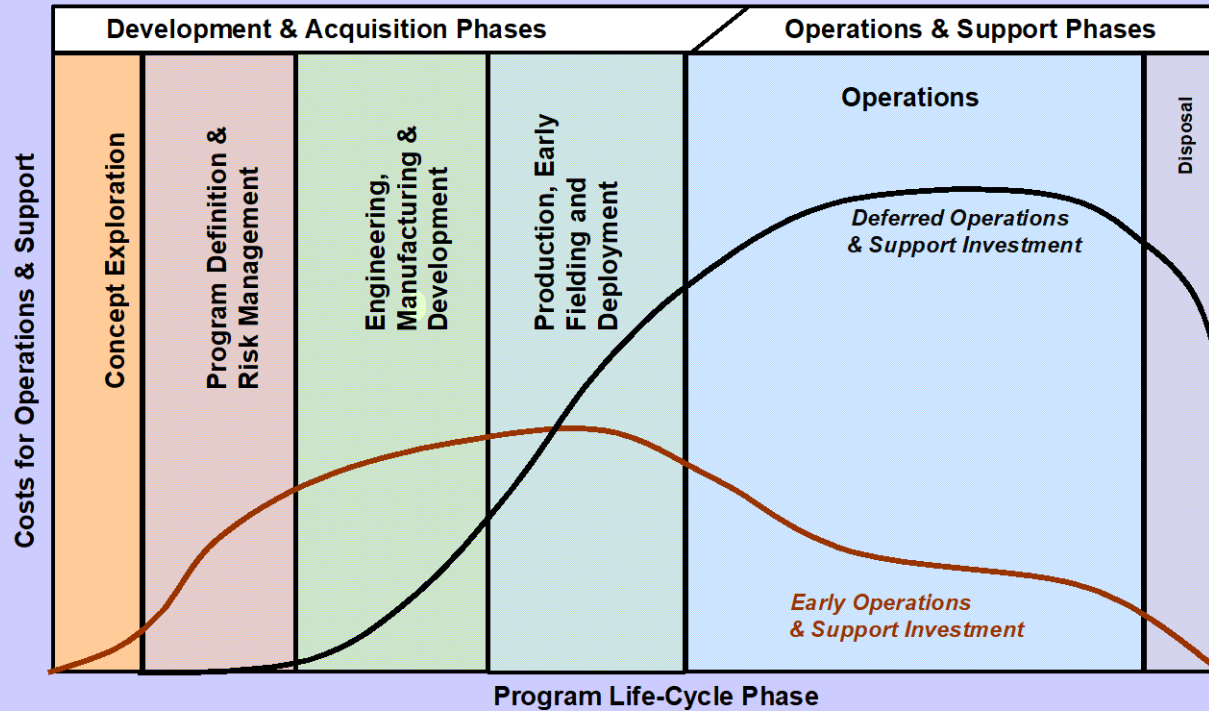 Development & Acquisition Phases
Operations & Support Phases
Costs for Operations & Support
Concept Exploration
Program Definition &
Risk Management
Engineering,
Manufacturing &
Development
Production, Early
Fielding and
Deployment
Operations
Disposal
Deferred Operations
& Support Investment
Early Operations
& Support Investment
Program Life-Cycle Phase